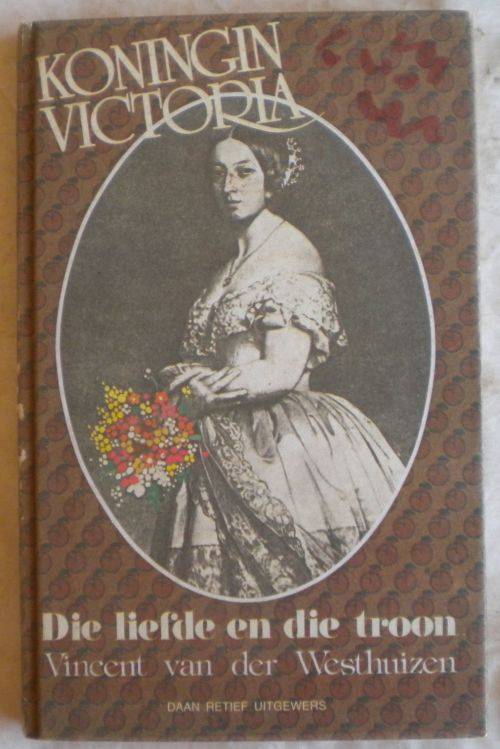 KONINGIN
VICTORIA
Die liefde en die troon
Vincent van der Westhuizen
DAAN RETIEF UITGEWERS